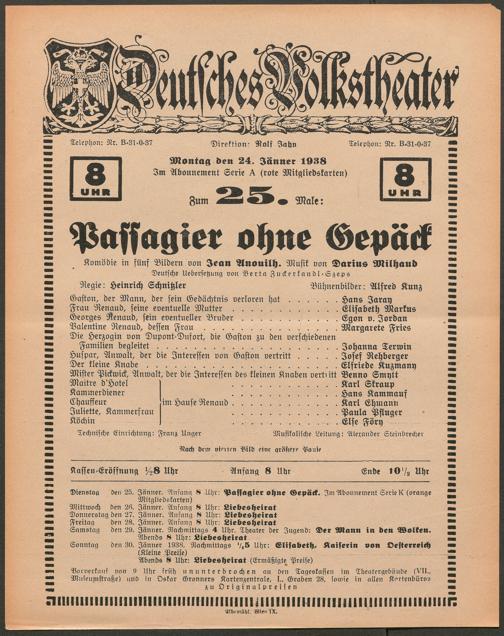 Deutsches Volkstheater
Telephon: Nr. B-31-0-37 Direktion: Rolf Jahn Telephon: Nr. B-31-0-37
8 UHR
Montag den 24. Jänner 1938
8 UHR
Im Abonnement Serie A (rote Mitgliedskarten)
Zum 25. Male:
Passagier ohne Gepäck
Komödie in fünf Bildern von Jean Anouilh. Musik von Darius Milhaud
Deutsche Uebersetzung von Berta Zuckerkandl-Szeps
Regie: Heinrich Schnitzler Bühnenbilder: Alfred Kunz
Gaston, der Mann, der sein Gedächtnis verloren hat . . . . . . Hans Jaray
Frau Renaud, seine eventuelle Mutter . . . . . . Elisabeth Markus
Georges Renaud, sein eventueller Bruder . . . . . . Egon v. Jordan
Valentine Renaud, dessen Frau . . . . . . Margarete Fries
Die Herzogin von Dupont-Dufort, die Gaston zu den verschiedenen
Familien begleitet . . . . . . Johanna Terwin
Huspar, Anwalt, der die Interessen von Gaston vertritt . . . . . . Josef Rehberger
Der kleine Knabe . . . . . . Elfriede Kuzmany
Mister Pickwick, Anwalt, der die Interessen des kleinen Knaben vertritt Benno Smytt
Maitre d'Hotel . . . . . . Karl Skraup
Kammerdiener . . . . . . Hans Kammauf
Chauffeur im Hause Renaud . . . . . . Karl Ehmann
Juliette, Kammerfrau . . . . . . Paula Pfluger
Köchin . . . . . . Else Föry
Technische Einrichtung: Franz Unger Musikalische Leitung: Alexander Steinbrecher
Nach dem vierten Bild eine größere Pause
Kassen-Eröffnung ½8 Uhr Anfang 8 Uhr Ende 10¼ Uhr
Dienstag den 25. Jänner. Anfang 8 Uhr: Passagier ohne Gepäck. Im Abonnement Serie K (orange
Mitgliedskarten)
Mittwoch den 26. Jänner. Anfang 8 Uhr: Liebesheirat
Donnerstag den 27. Jänner. Anfang 8 Uhr: Liebesheirat
Freitag den 28. Jänner. Anfang 8 Uhr: Liebesheirat
Samstag den 29. Jänner. Nachmittags 4 Uhr. Theater der Jugend: Der Mann in den Wolken.
Abends 8 Uhr: Liebesheirat
Sonntag den 30. Jänner 1938. Nachmittags ½5 Uhr: Elisabeth, Kaiserin von Oesterreich
(Kleine Preise)
Abends 8 Uhr: Liebesheirat (Ermäßigte Preise)
Vorverkauf von 9 Uhr früh ununterbrochen an den Tageskassen im Theatergebäude (VII.,
Museumstraße) und in Oskar Granners Kartenzentrale, I., Graben 28, sowie in allen Kartenbüros
zu Originalpreisen
Wien IX.